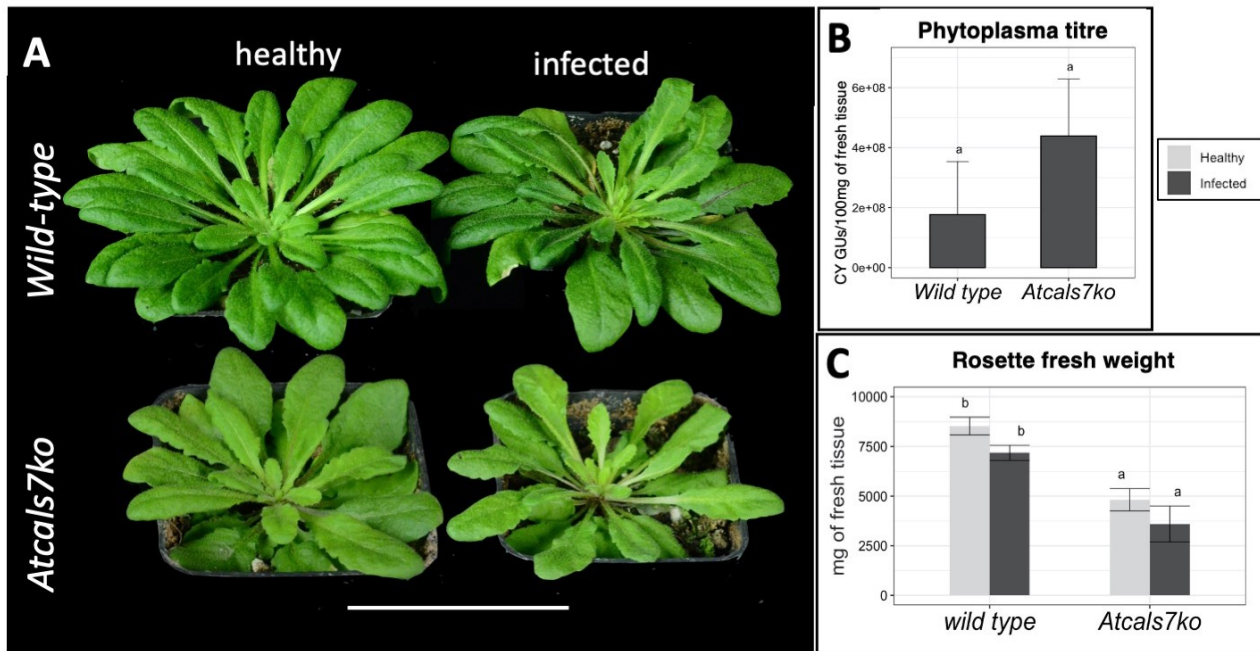 A
healthy
infected
Wild-type
Atcals7ko
B
Phytoplasma titre
CY GUs/100mg of fresh tissue
6e+08
4e+08
2e+08
0e+00
a
a
Wild type
Atcals7ko
Healthy
Infected
C
Rosette fresh weight
mg of fresh tissue
10000
7500
5000
2500
0
b
b
a
a
wild type
Atcals7ko